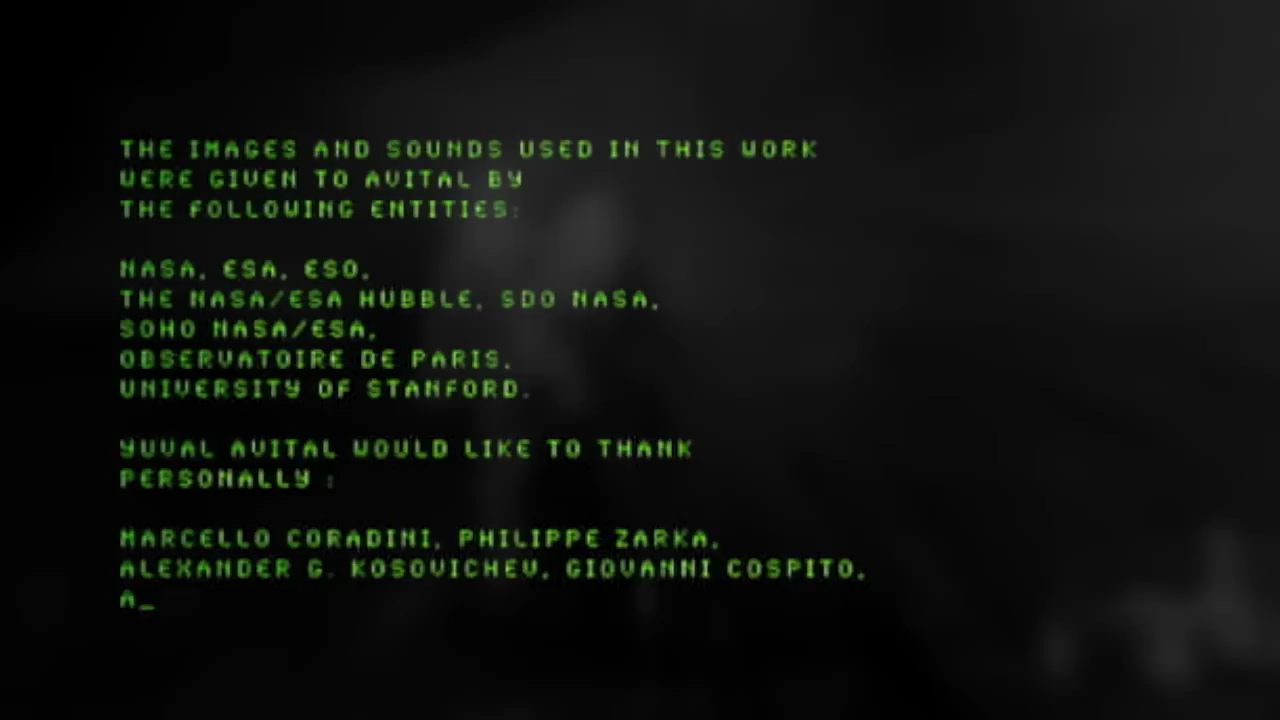 THE IMAGES AND SOUNDS USED IN THIS WORK
WERE GIVEN TO AVITAL BY
THE FOLLOWING ENTITIES:
NASA, ESA, ESO,
THE NASA/ESA HUBBLE, SDO NASA,
SOHO NASA/ESA,
OBSERVATOIRE DE PARIS,
UNIVERSITY OF STANFORD.
YUVAL AVITAL WOULD LIKE TO THANK
PERSONALLY :
MARCELLO CORADINI, PHILIPPE ZARKA,
ALEXANDER G. KOSOVICHEV, GIOVANNI COSPITO,
A_